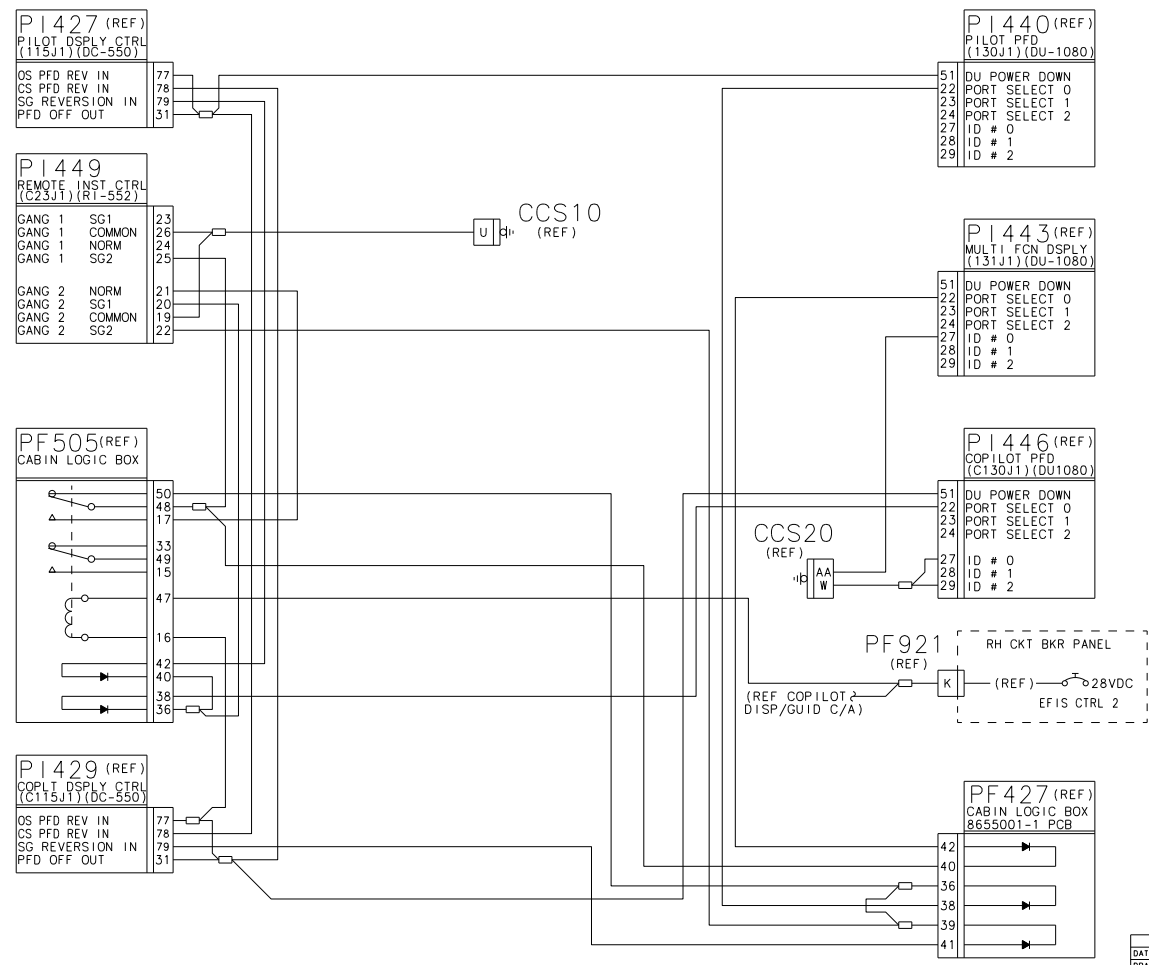 PI427 (REF)
PILOT DSPLY CTRL
(115J1)(DC-550)
OS PFD REV IN 77
CS PFD REV IN 78
SG REVERSION IN 79
PFD OFF OUT 31
PI449
REMOTE INST CTRL
(C23J1)(RI-552)
GANG 1 SG1 23
GANG 1 COMMON 26
GANG 1 NORM 24
GANG 1 SG2 25
GANG 2 NORM 21
GANG 2 SG1 20
GANG 2 COMMON 19
GANG 2 SG2 22
CCS10
(REF)
U
PF505(REF)
CABIN LOGIC BOX
50
48
17
33
49
15
47
16
42
40
38
36
PI429 (REF)
COPLT DSPLY CTRL
(C115J1)(DC-550)
OS PFD REV IN 77
CS PFD REV IN 78
SG REVERSION IN 79
PFD OFF OUT 31
PI440(REF)
PILOT PFD
(130J1)(DU-1080)
51 DU POWER DOWN
22 PORT SELECT 0
23 PORT SELECT 1
24 PORT SELECT 2
27 ID # 0
28 ID # 1
29 ID # 2
PI443(REF)
MULTI FCN DSPLY
(131J1)(DU-1080)
51 DU POWER DOWN
22 PORT SELECT 0
23 PORT SELECT 1
24 PORT SELECT 2
27 ID # 0
28 ID # 1
29 ID # 2
PI446(REF)
COPILOT PFD
(C130J1)(DU1080)
51 DU POWER DOWN
22 PORT SELECT 0
23 PORT SELECT 1
24 PORT SELECT 2
27 ID # 0
28 ID # 1
29 ID # 2
CCS20
(REF)
AA
W
PF921
(REF)
K
RH CKT BKR PANEL
(REF) 28VDC
EFIS CTRL 2
(REF COPILOT
DISP/GUID C/A)
PF427(REF)
CABIN LOGIC BOX
8655001-1 PCB
42
40
36
38
39
41
DAT